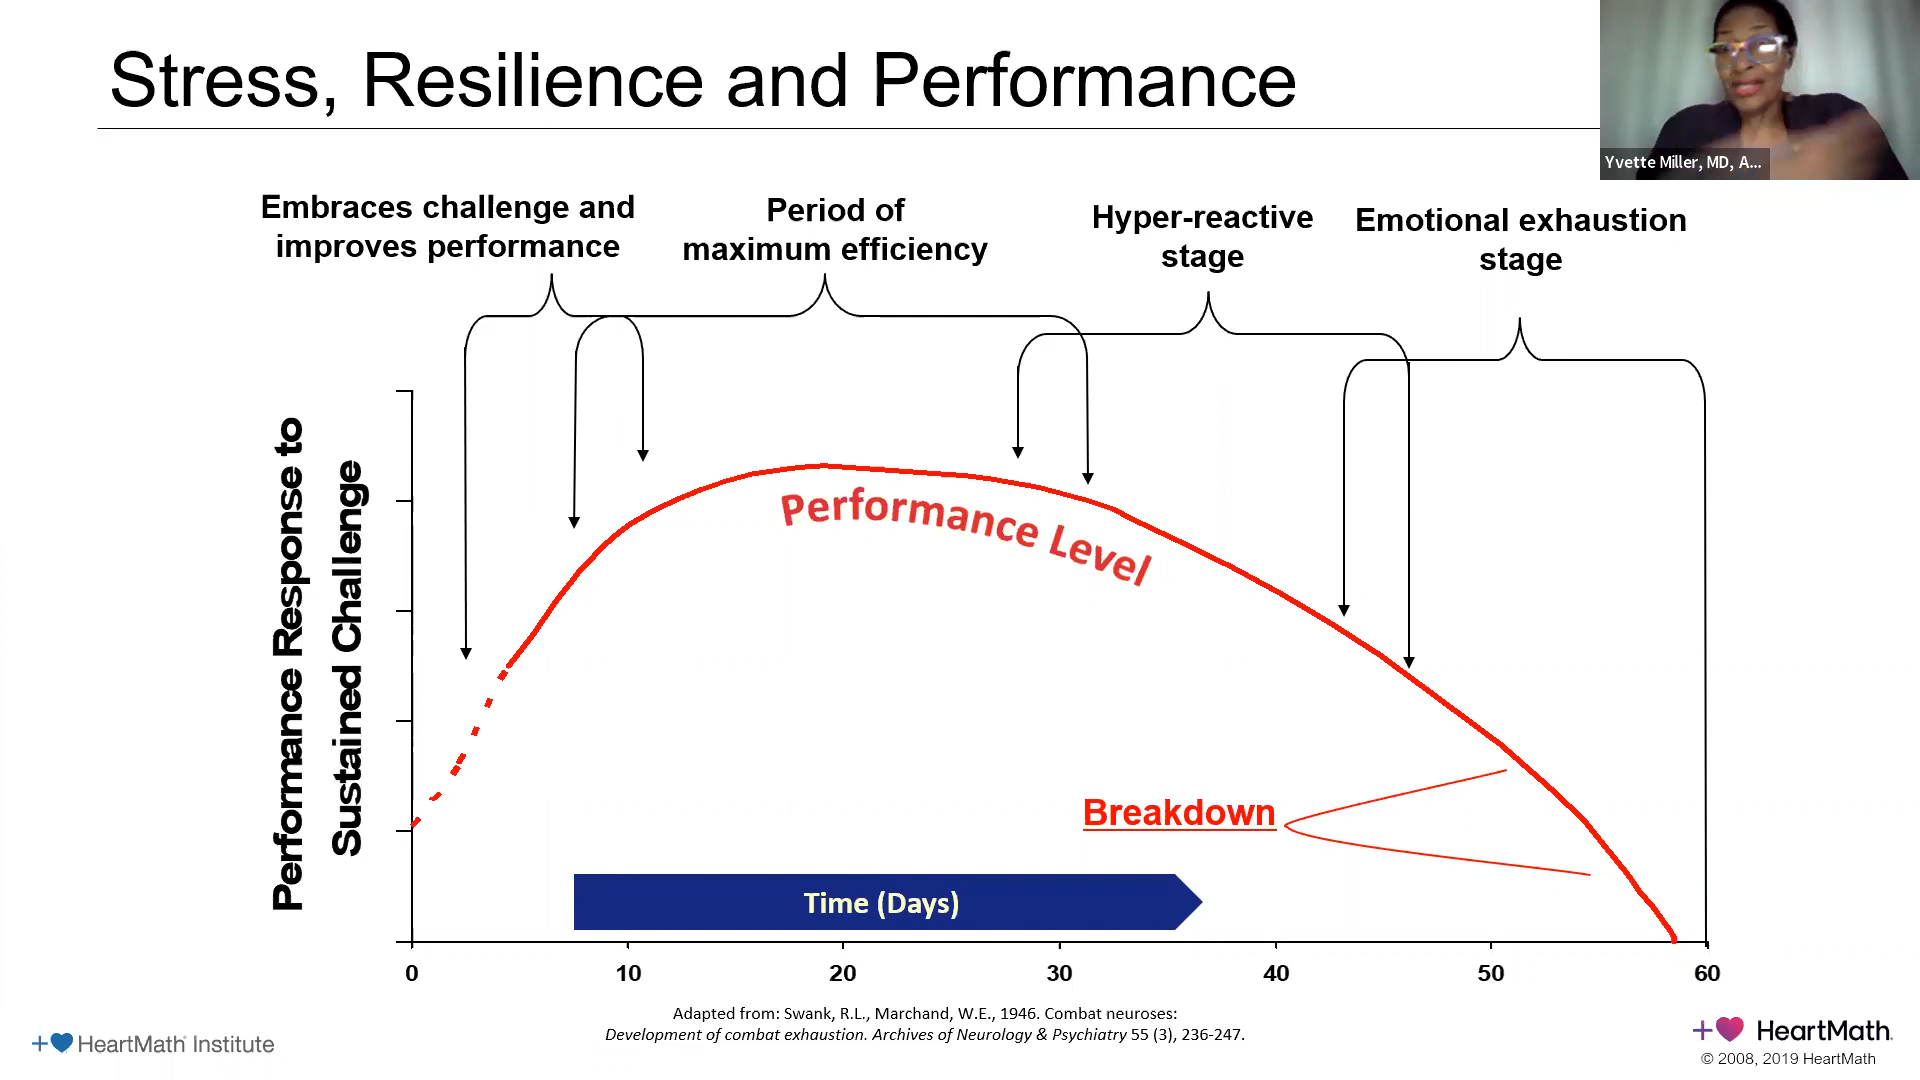 Stress, Resilience and Performance
Yvette Miller, MD, A...
Embraces challenge and
improves performance
Period of
maximum efficiency
Hyper-reactive
stage
Emotional exhaustion
stage
Performance Response to
Sustained Challenge
Performance Level
Breakdown
Time (Days)
0 10 20 30 40 50 60
Adapted from: Swank, R.L., Marchand, W.E., 1946. Combat neuroses:
Development of combat exhaustion. Archives of Neurology & Psychiatry 55 (3), 236-247.
HeartMath Institute
HeartMath
© 2008, 2019 HeartMath